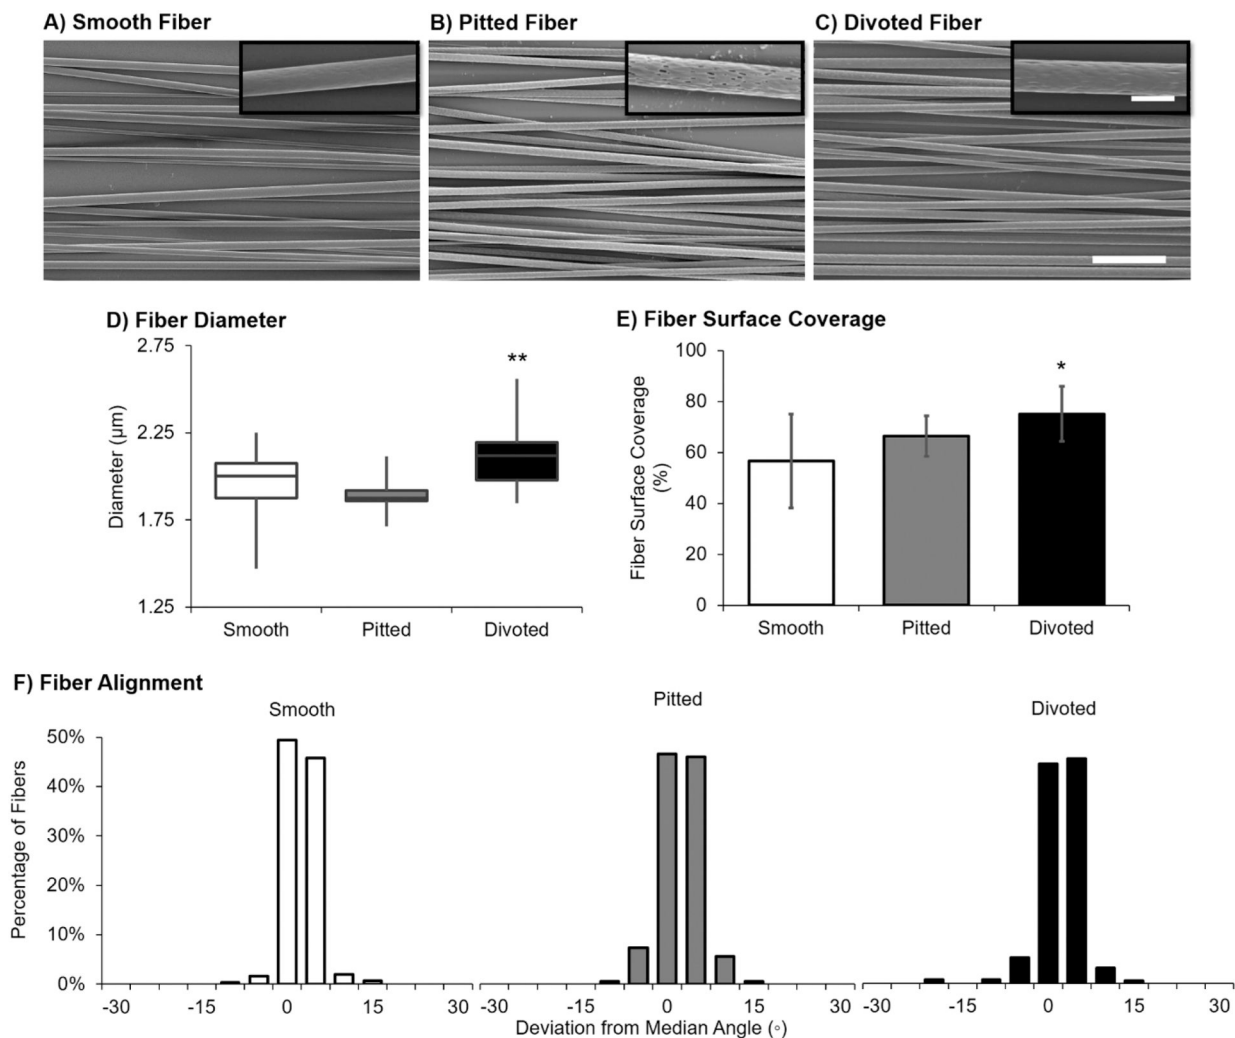 A) Smooth Fiber
B) Pitted Fiber
C) Divoted Fiber
D) Fiber Diameter
2.75
2.25
1.75
1.25
Diameter (µm)
**
Smooth
Pitted
Divoted
E) Fiber Surface Coverage
100
80
60
40
20
0
Fiber Surface Coverage
(%)
*
Smooth
Pitted
Divoted
F) Fiber Alignment
Smooth
Pitted
Divoted
50%
40%
30%
20%
10%
0%
Percentage of Fibers
-30
-15
0
15
30
-30
-15
0
15
30
-30
-15
0
15
30
Deviation from Median Angle (◦)